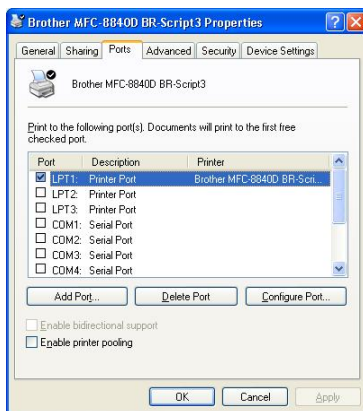 Brother MFC-8840D BR-Script3 Properties
General Sharing Ports Advanced Security Device Settings
Brother MFC-8840D BR-Script3
Print to the following port(s). Documents will print to the first free
checked port.
Port Description Printer
LPT1: Printer Port Brother MFC-8840D BR-Scri...
LPT2: Printer Port
LPT3: Printer Port
COM1: Serial Port
COM2: Serial Port
COM3: Serial Port
COM4: Serial Port
Add Port... Delete Port Configure Port...
Enable bidirectional support
Enable printer pooling
OK Cancel Apply